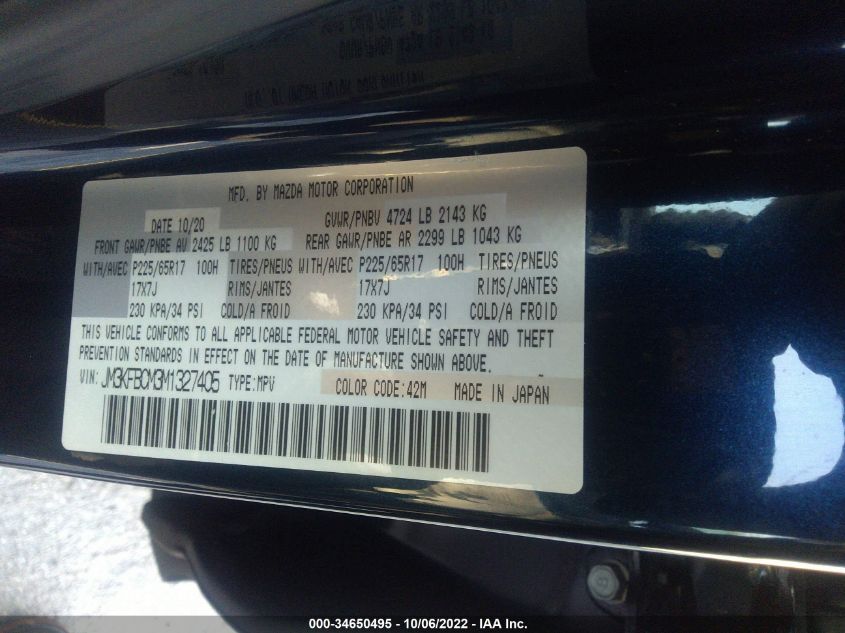 MFD. BY MAZDA MOTOR CORPORATION
DATE 10/20 GVWR/PNBV 4724 LB 2143 KG
FRONT GAWR/PNBE AV 2425 LB 1100 KG REAR GAWR/PNBE AR 2299 LB 1043 KG
WITH/AVEC P225/65R17 100H TIRES/PNEUS WITH/AVEC P225/65R17 100H TIRES/PNEUS
17X7J RIMS/JANTES 17X7J RIMS/JANTES
230 KPA/34 PSI COLD/A FROID 230 KPA/34 PSI COLD/A FROID
THIS VEHICLE CONFORMS TO ALL APPLICABLE FEDERAL MOTOR VEHICLE SAFETY AND THEFT
PREVENTION STANDARDS IN EFFECT ON THE DATE OF MANUFACTURE SHOWN ABOVE.
VIN: JM3KFBCM3M1327405 TYPE:MPV COLOR CODE:42M MADE IN JAPAN
000-34650495 - 10/06/2022 - IAA Inc.